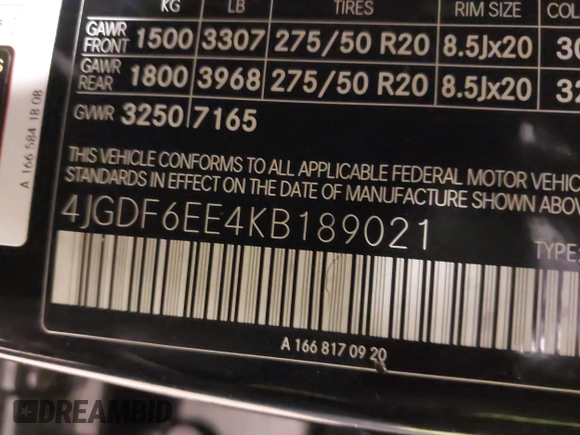 KG LB TIRES RIM SIZE
GAWR FRONT 1500 3307 275/50 R20 8.5Jx20
GAWR REAR 1800 3968 275/50 R20 8.5Jx20
GVWR 3250 7165
THIS VEHICLE CONFORMS TO ALL APPLICABLE FEDERAL MOTOR
STANDARDS IN EFFECT ON THE DATE OF MANUFACTURE SHOWN
4JGDF6EE4KB189021
TYPE:
A 166 817 09 20
A 166 584 18 08
DREAMBID